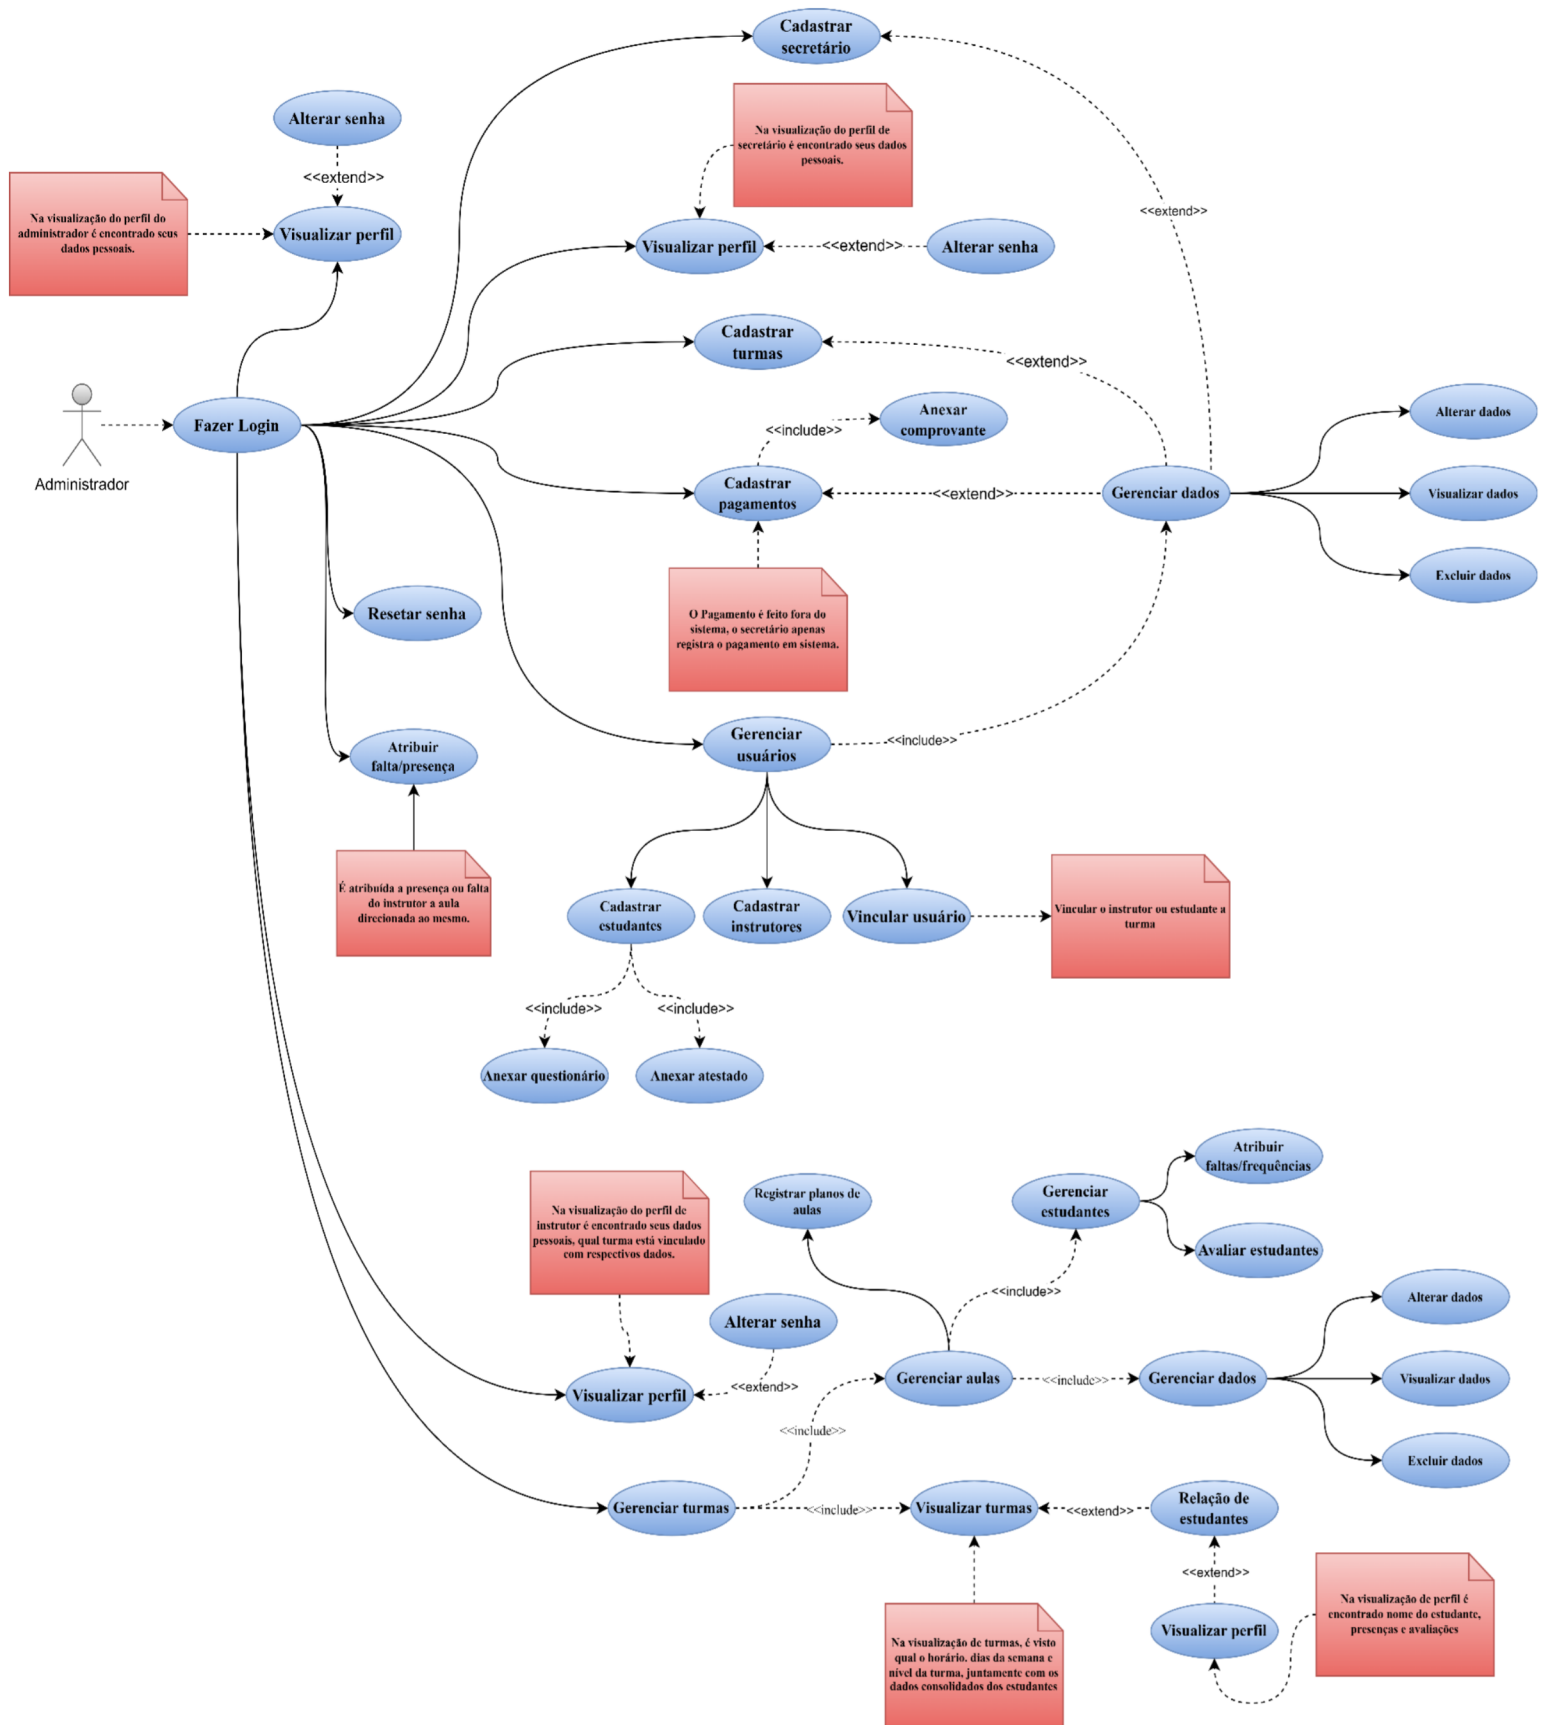 Cadastrar
secretário
Alterar senha
<<extend>>
Na visualização do perfil do
administrador é encontrado seus
dados pessoais.
Visualizar perfil
Na visualização do perfil de
secretário é encontrado seus dados
pessoais.
<<extend>>
Visualizar perfil
<<extend>>
Alterar senha
Cadastrar
turmas
<<extend>>
Fazer Login
Administrador
Anexar
comprovante
<<include>>
Cadastrar
pagamentos
<<extend>>
Gerenciar dados
Alterar dados
Visualizar dados
Excluir dados
O Pagamento é feito fora do
sistema, o secretário apenas
registra o pagamento em sistema.
Resetar senha
Gerenciar
usuários
<<include>>
Atribuir
falta/presença
É atribuída a presença ou falta
do instrutor a aula
direcionada ao mesmo.
Cadastrar
estudantes
Cadastrar
instrutores
Vincular usuário
Vincular o instrutor ou estudante a
turma
<<include>>
<<include>>
Anexar questionário
Anexar atestado
Atribuir
faltas/frequências
Registrar planos de
aulas
Gerenciar
estudantes
Avaliar estudantes
Na visualização do perfil de
instrutor é encontrado seus dados
pessoais, qual turma está vinculado
com respectivos dados.
<<include>>
Alterar senha
Alterar dados
<<extend>>
Visualizar perfil
Gerenciar aulas
<<include>>
Gerenciar dados
Visualizar dados
<<include>>
Excluir dados
Gerenciar turmas
<<include>>
Visualizar turmas
<<extend>>
Relação de
estudantes
<<extend>>
Visualizar perfil
Na visualização de perfil é
encontrado nome do estudante,
presenças e avaliações
Na visualização de turmas, é visto
qual o horário. dias da semana e
nível da turma, juntamente com os
dados consolidados dos estudantes